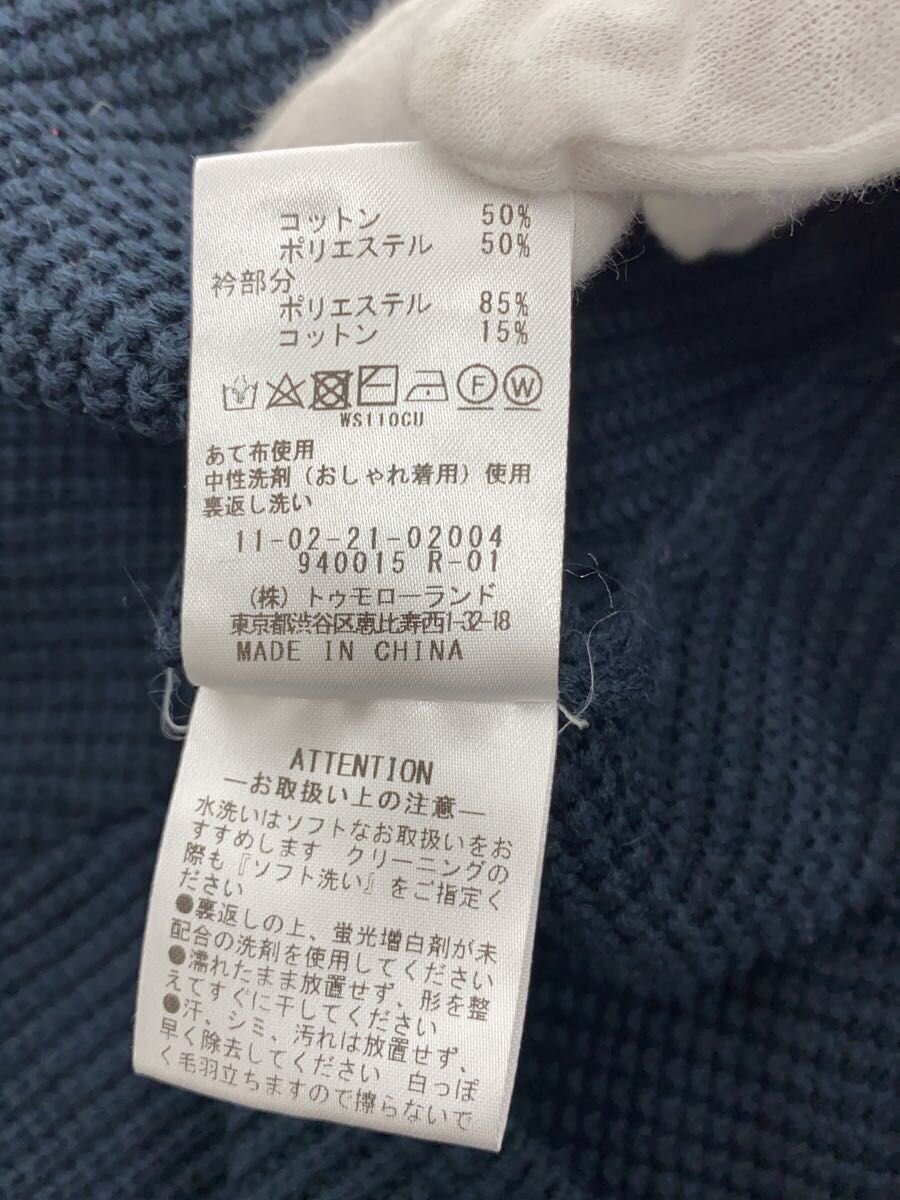 コットン 50%
ポリエステル 50%
衿部分
ポリエステル 85%
コットン 15%
F W
WS110CU
あて布使用
中性洗剤(おしゃれ着用)使用
裏返し洗い
11-02-21-02004
940015 R-01
(株)トゥモローランド
東京都渋谷区恵比寿西1-32-18
MADE IN CHINA
ATTENTION
—お取扱い上の注意—
水洗いはソフトなお取扱いをお
すすめします クリーニングの
際も『ソフト洗い』をご指定く
ださい
●裏返しの上、蛍光増白剤が未
配合の洗剤を使用してください
●濡れたまま放置せず、形を整
えてすぐに干してください
●汗、シミ、汚れは放置せず、
早く除去してください 白っぽ
く毛羽立ちますので擦らないで